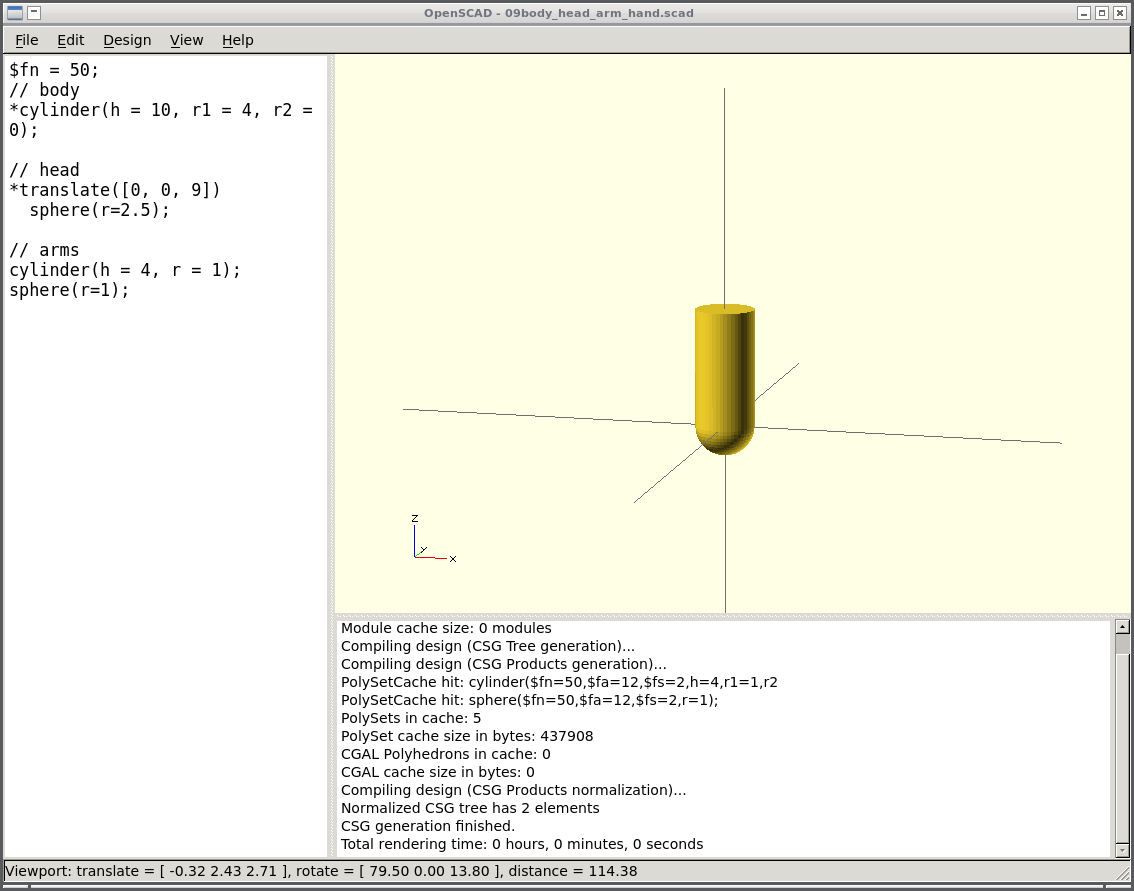 OpenSCAD - 09body_head_arm_hand.scad
File Edit Design View Help
$fn = 50;
// body
*cylinder(h = 10, r1 = 4, r2 =
0);
// head
*translate([0, 0, 9])
  sphere(r=2.5);
// arms
cylinder(h = 4, r = 1);
sphere(r=1);
z
y
x
Module cache size: 0 modules
Compiling design (CSG Tree generation)...
Compiling design (CSG Products generation)...
PolySetCache hit: cylinder($fn=50,$fa=12,$fs=2,h=4,r1=1,r2
PolySetCache hit: sphere($fn=50,$fa=12,$fs=2,r=1);
PolySets in cache: 5
PolySet cache size in bytes: 437908
CGAL Polyhedrons in cache: 0
CGAL cache size in bytes: 0
Compiling design (CSG Products normalization)...
Normalized CSG tree has 2 elements
CSG generation finished.
Total rendering time: 0 hours, 0 minutes, 0 seconds
Viewport: translate = [ -0.32 2.43 2.71 ], rotate = [ 79.50 0.00 13.80 ], distance = 114.38